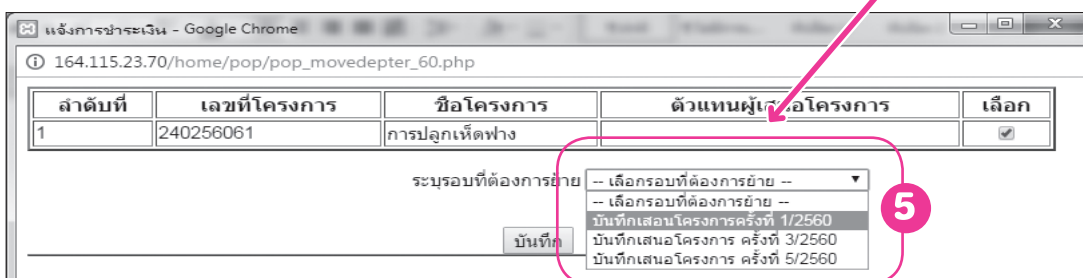 แจ้งการชำระเงิน - Google Chrome
164.115.23.70/home/pop/pop_movedepter_60.php
ลำดับที่ เลขที่โครงการ ชื่อโครงการ ตัวแทนผู้เสนอโครงการ เลือก
1 240256061 การปลูกเห็ดฟาง
ระบุรอบที่ต้องการย้าย -- เลือกรอบที่ต้องการย้าย --
-- เลือกรอบที่ต้องการย้าย --
บันทึกเสอนโครงการครั้งที่ 1/2560
บันทึกเสนอโครงการ ครั้งที่ 3/2560
บันทึกเสนอโครงการ ครั้งที่ 5/2560
บันทึก
5